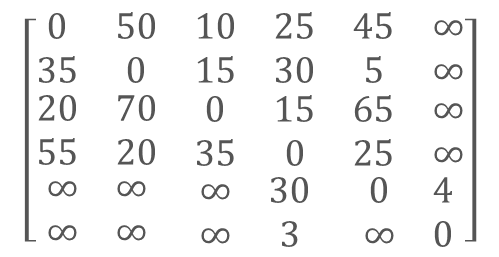 0 50 10 25 45 ∞
35 0 15 30 5 ∞
20 70 0 15 65 ∞
55 20 35 0 25 ∞
∞ ∞ ∞ 30 0 4
∞ ∞ ∞ 3 ∞ 0